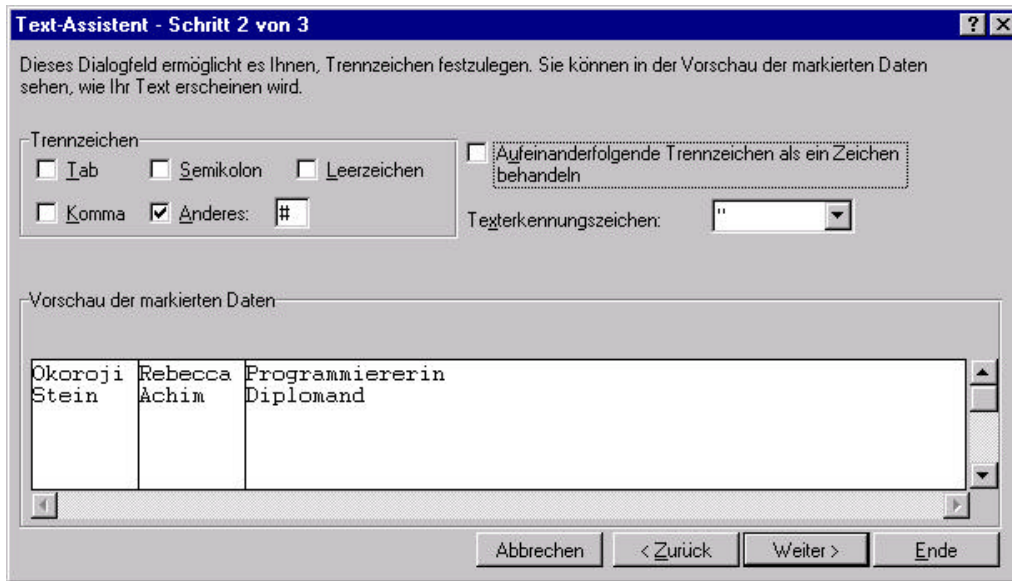 Text-Assistent - Schritt 2 von 3
Dieses Dialogfeld ermöglicht es Ihnen, Trennzeichen festzulegen. Sie können in der Vorschau der markierten Daten
sehen, wie Ihr Text erscheinen wird.
Trennzeichen
Tab Semikolon Leerzeichen
Komma Anderes: #
Aufeinanderfolgende Trennzeichen als ein Zeichen
behandeln
Texterkennungszeichen: "
Vorschau der markierten Daten
Okoroji Rebecca Programmiererin
Stein Achim Diplomand
Abbrechen < Zurück Weiter > Ende